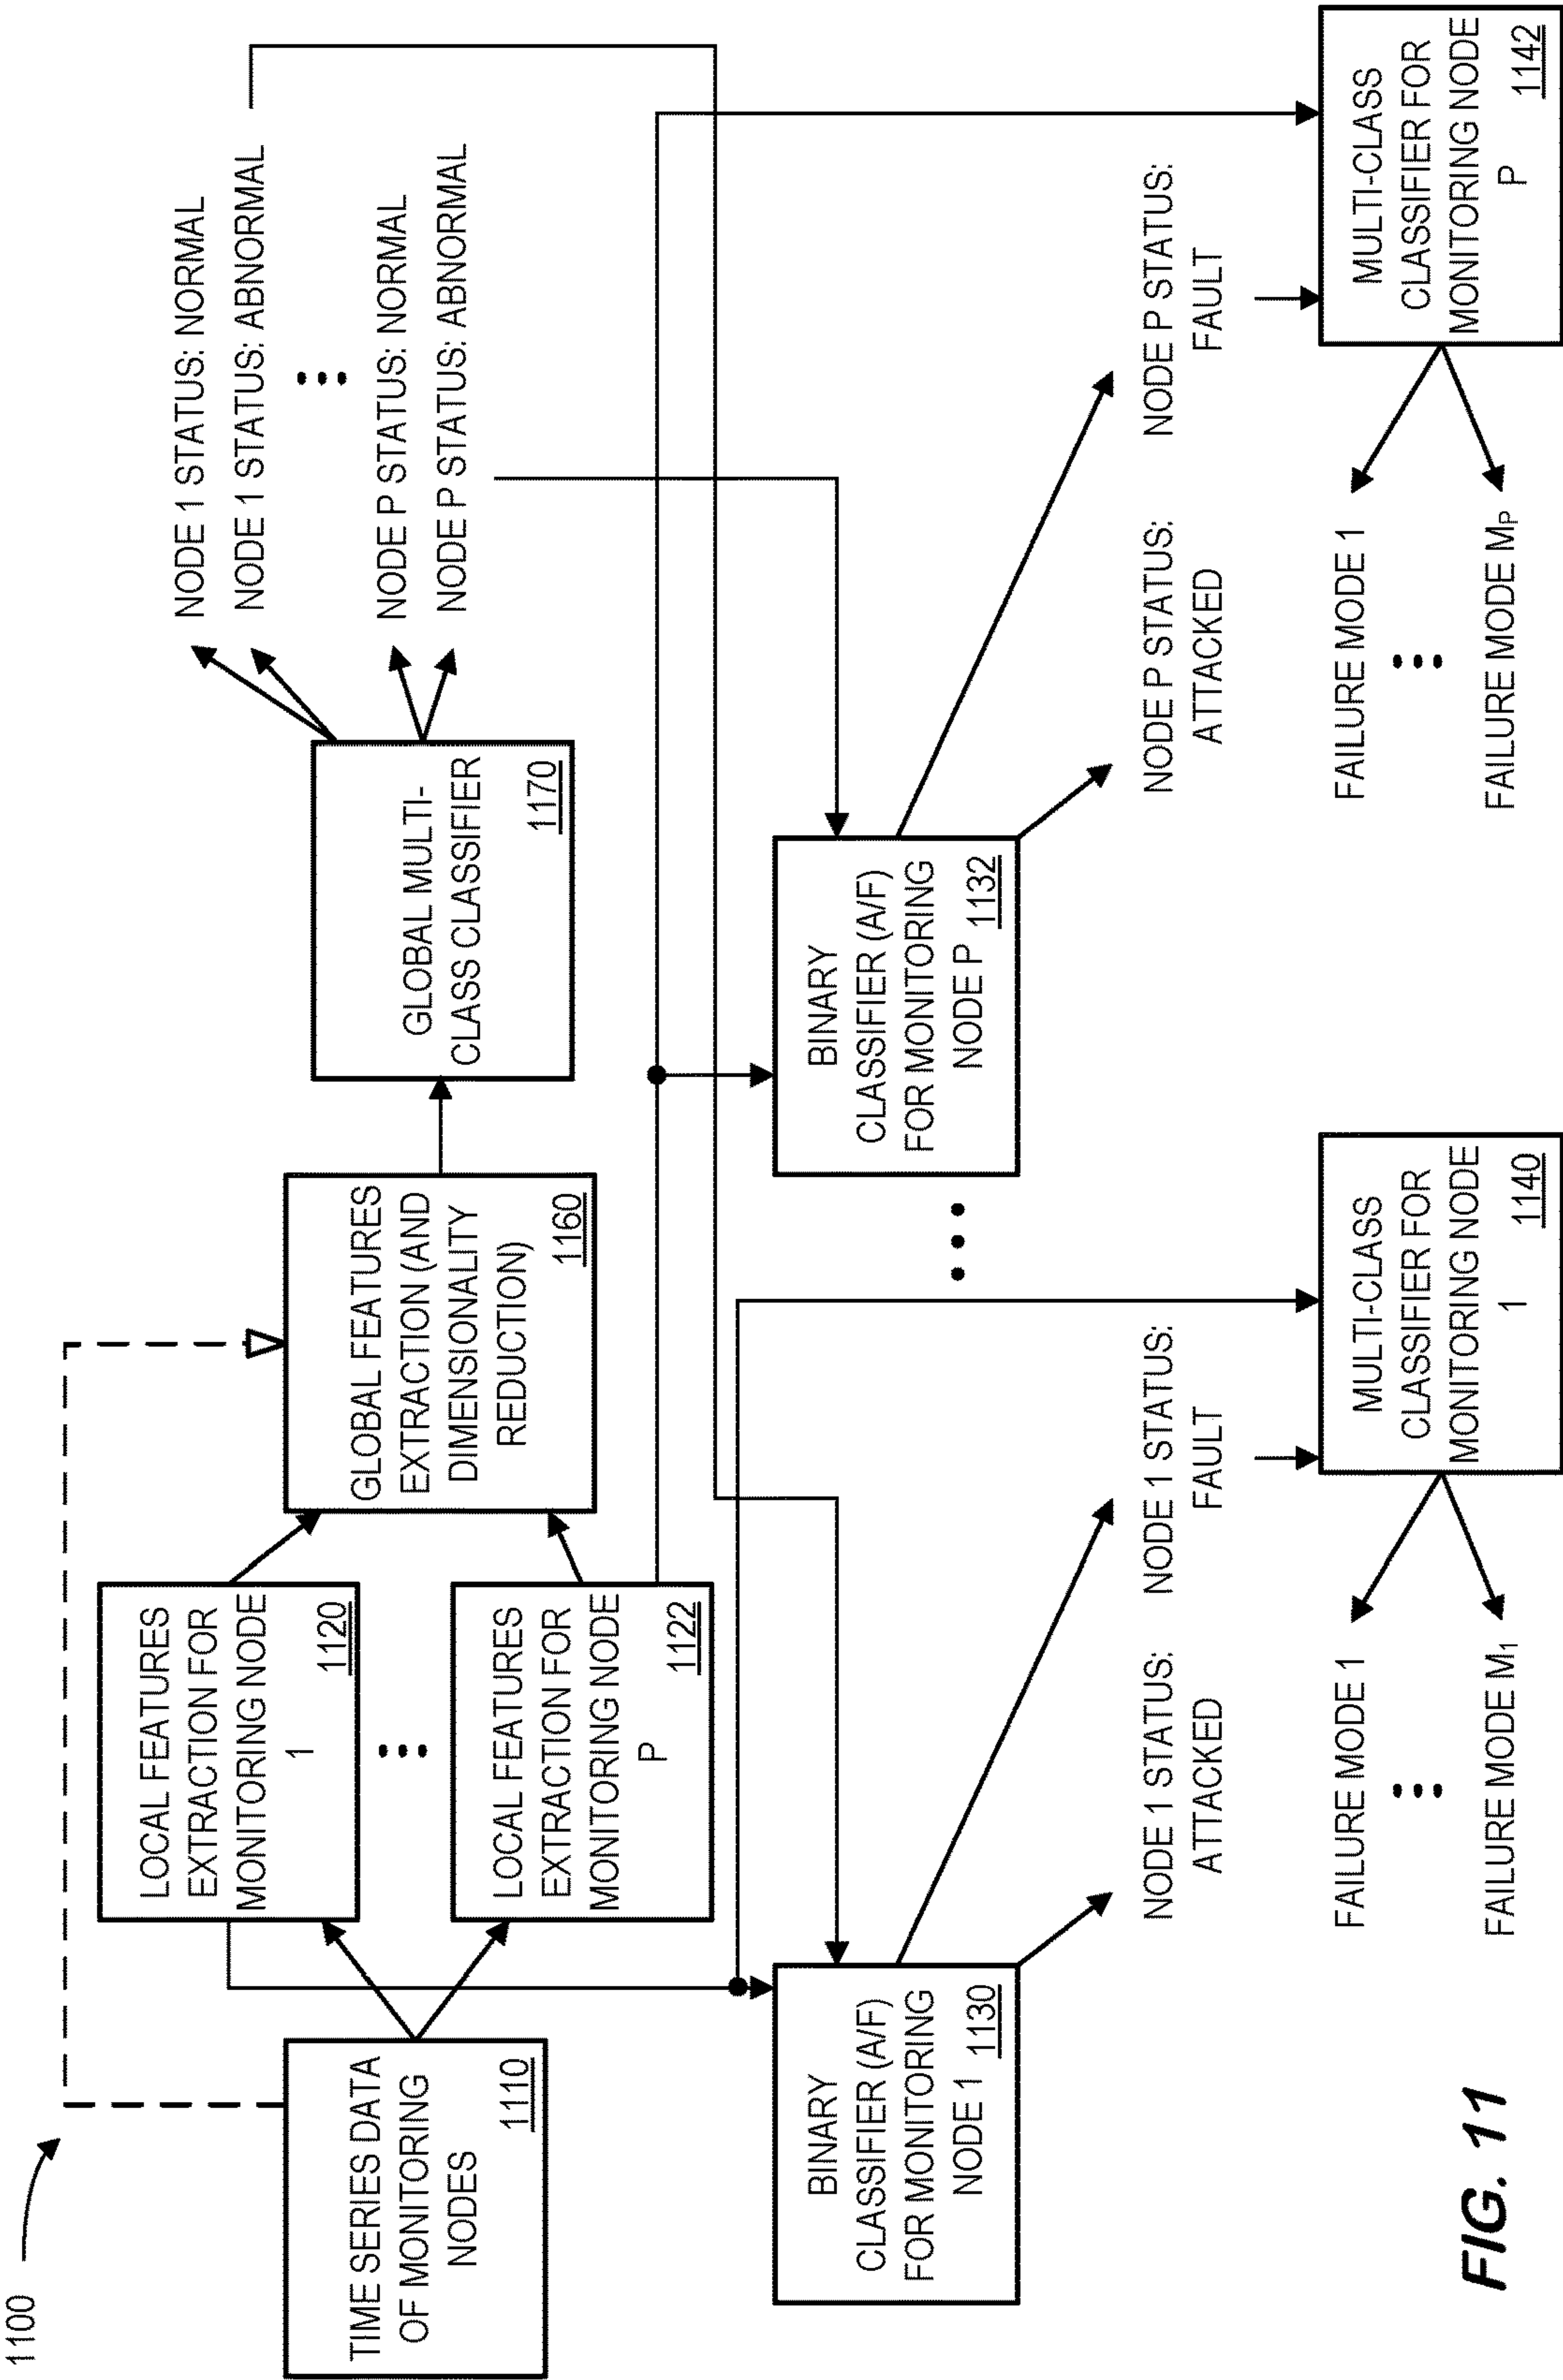 1100
TIME SERIES DATA
OF MONITORING
NODES
1110
LOCAL FEATURES
EXTRACTION FOR
MONITORING NODE
1
1120
LOCAL FEATURES
EXTRACTION FOR
MONITORING NODE
P
1122
GLOBAL FEATURES
EXTRACTION (AND
DIMENSIONALITY
REDUCTION)
1160
GLOBAL MULTI-
CLASS CLASSIFIER
1170
NODE 1 STATUS: NORMAL
NODE 1 STATUS: ABNORMAL
NODE P STATUS: NORMAL
NODE P STATUS: ABNORMAL
BINARY
CLASSIFIER (A/F)
FOR MONITORING
NODE 1
1130
BINARY
CLASSIFIER (A/F)
FOR MONITORING
NODE P
1132
NODE 1 STATUS:
ATTACKED
NODE 1 STATUS:
FAULT
NODE P STATUS:
ATTACKED
NODE P STATUS:
FAULT
FAILURE MODE 1
FAILURE MODE M₁
MULTI-CLASS
CLASSIFIER FOR
MONITORING NODE
1
1140
FAILURE MODE 1
FAILURE MODE Mₚ
MULTI-CLASS
CLASSIFIER FOR
MONITORING NODE
P
1142
FIG. 11